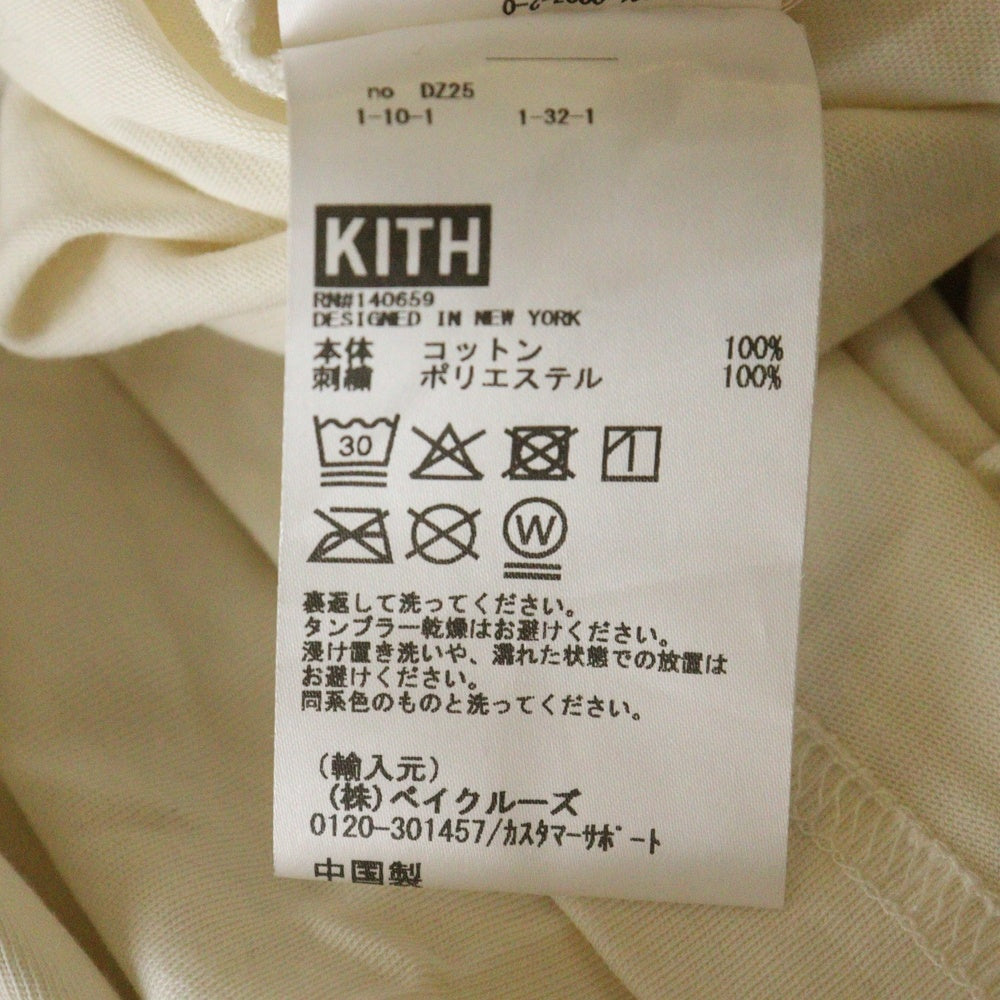 no DZ25
1-10-1 1-32-1
KITH
RN#140659
DESIGNED IN NEW YORK
本体 コットン 100%
刺繍 ポリエステル 100%
30
W
裏返して洗ってください。
タンブラー乾燥はお避けください。
浸け置き洗いや、濡れた状態での放置は
お避けください。
同系色のものと洗ってください。
(輸入元)
(株)ベイクルーズ
0120-301457/カスタマーサポート
中国製